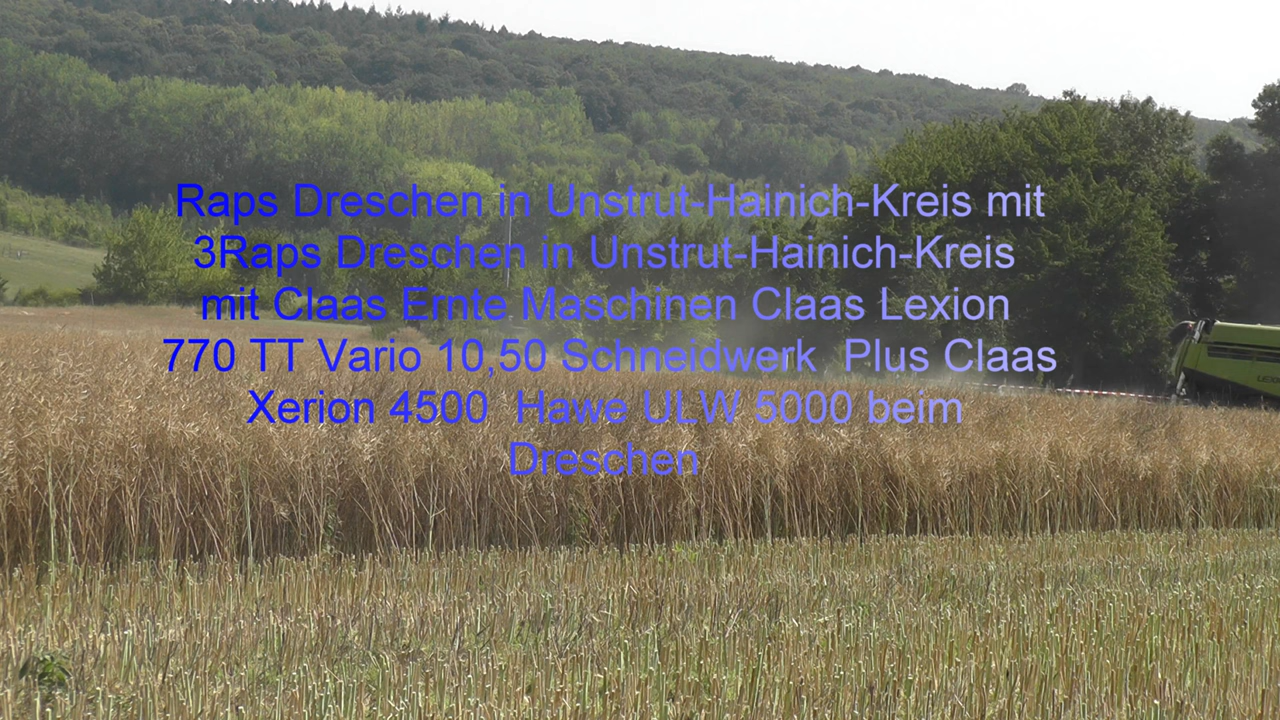 Raps Dreschen in Unstrut-Hainich-Kreis mit
3Raps Dreschen in Unstrut-Hainich-Kreis
mit Claas Ernte Maschinen Claas Lexion
770 TT Vario 10,50 Schneidwerk  Plus Claas
Xerion 4500  Hawe ULW 5000 beim
Dreschen